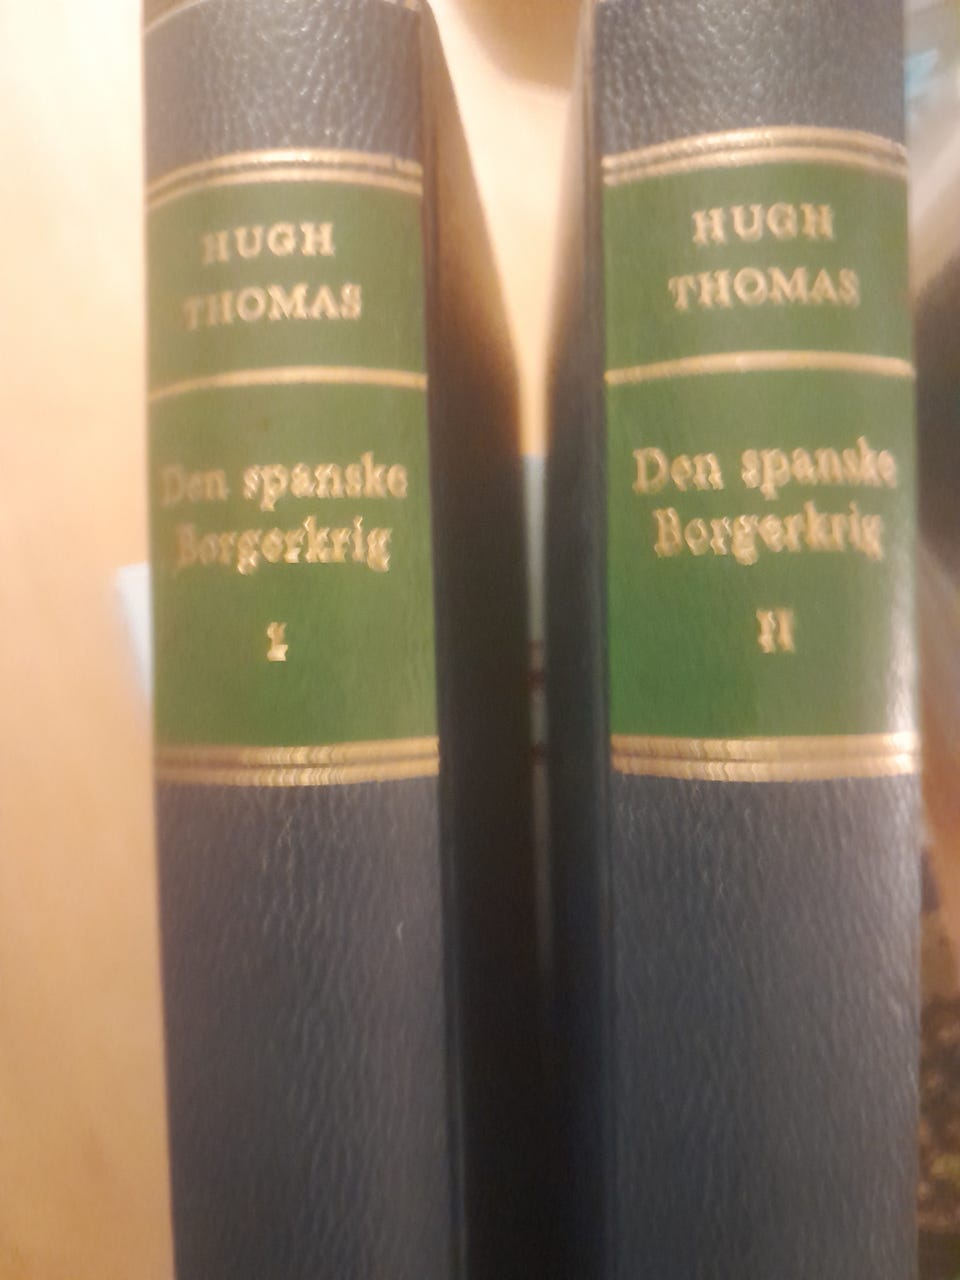 HUGH
THOMAS
Den spanske
Borgerkrig
I
HUGH
THOMAS
Den spanske
Borgerkrig
II